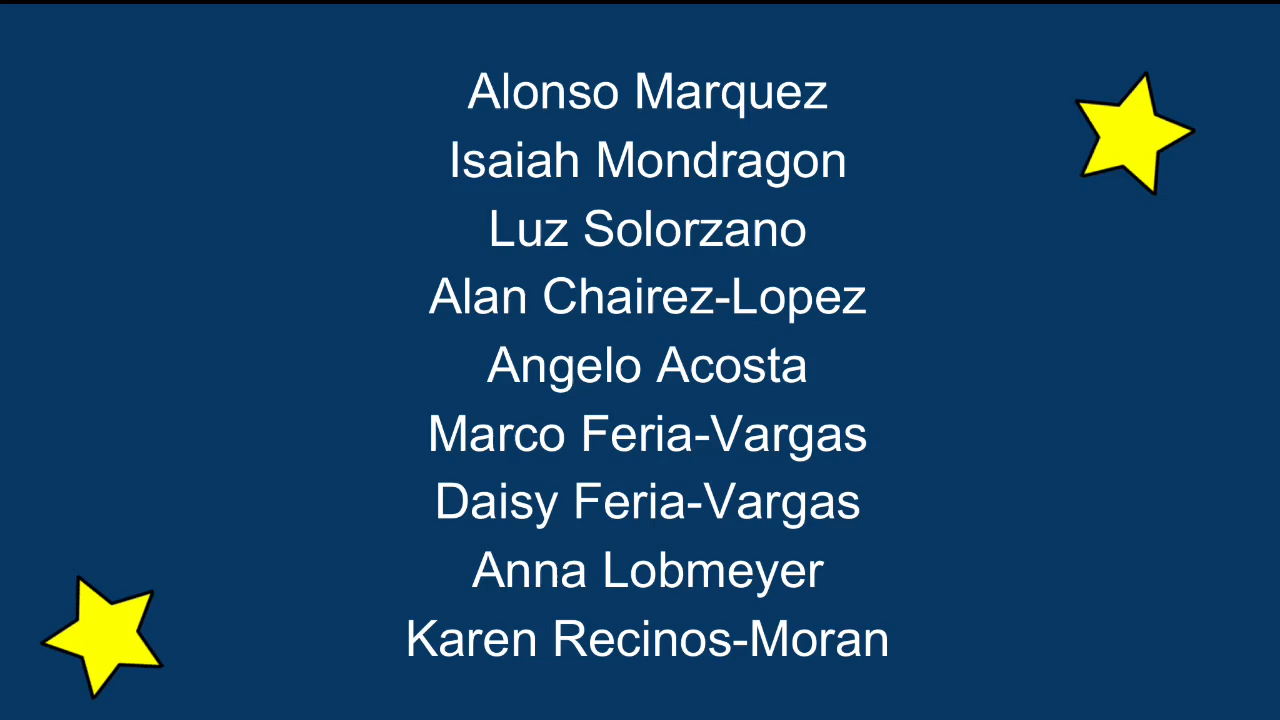 Alonso Marquez
Isaiah Mondragon
Luz Solorzano
Alan Chairez-Lopez
Angelo Acosta
Marco Feria-Vargas
Daisy Feria-Vargas
Anna Lobmeyer
Karen Recinos-Moran